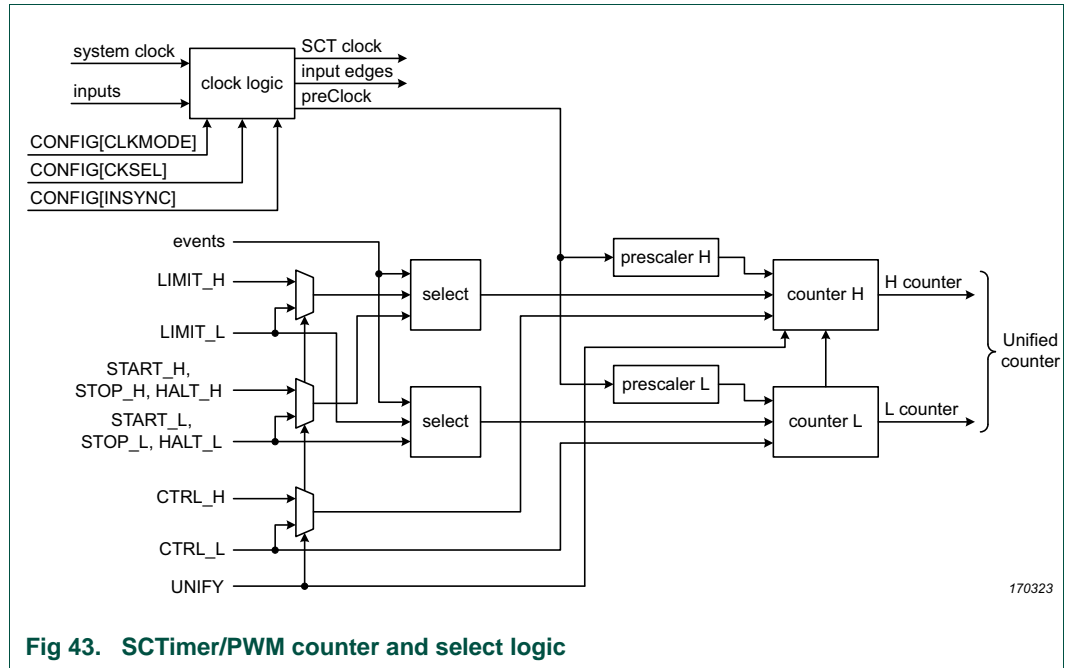 system clock
inputs
clock logic
SCT clock
input edges
preClock
CONFIG[CLKMODE]
CONFIG[CKSEL]
CONFIG[INSYNC]
events
LIMIT_H
LIMIT_L
START_H,
STOP_H, HALT_H
START_L,
STOP_L, HALT_L
CTRL_H
CTRL_L
UNIFY
select
select
prescaler H
prescaler L
counter H
counter L
H counter
L counter
Unified
counter
170323
Fig 43. SCTimer/PWM counter and select logic